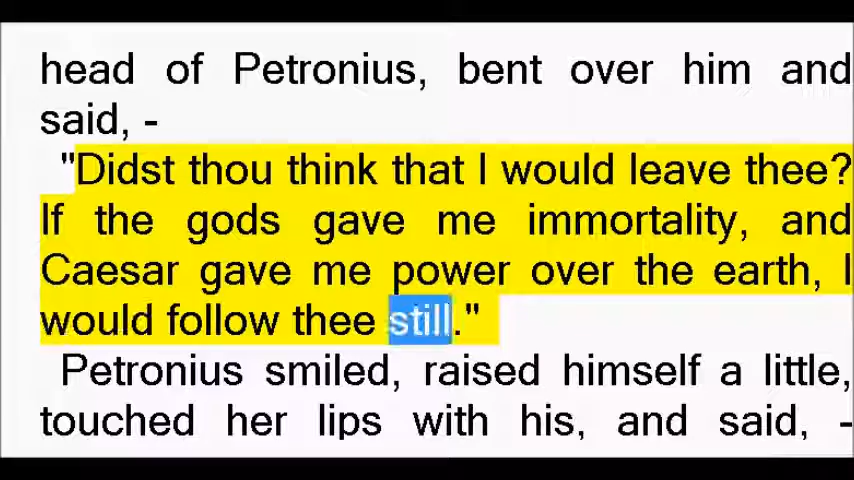 head of Petronius, bent over him and
said, -
"Didst thou think that I would leave thee?
If the gods gave me immortality, and
Caesar gave me power over the earth, I
would follow thee still."
Petronius smiled, raised himself a little,
touched her lips with his, and said, -